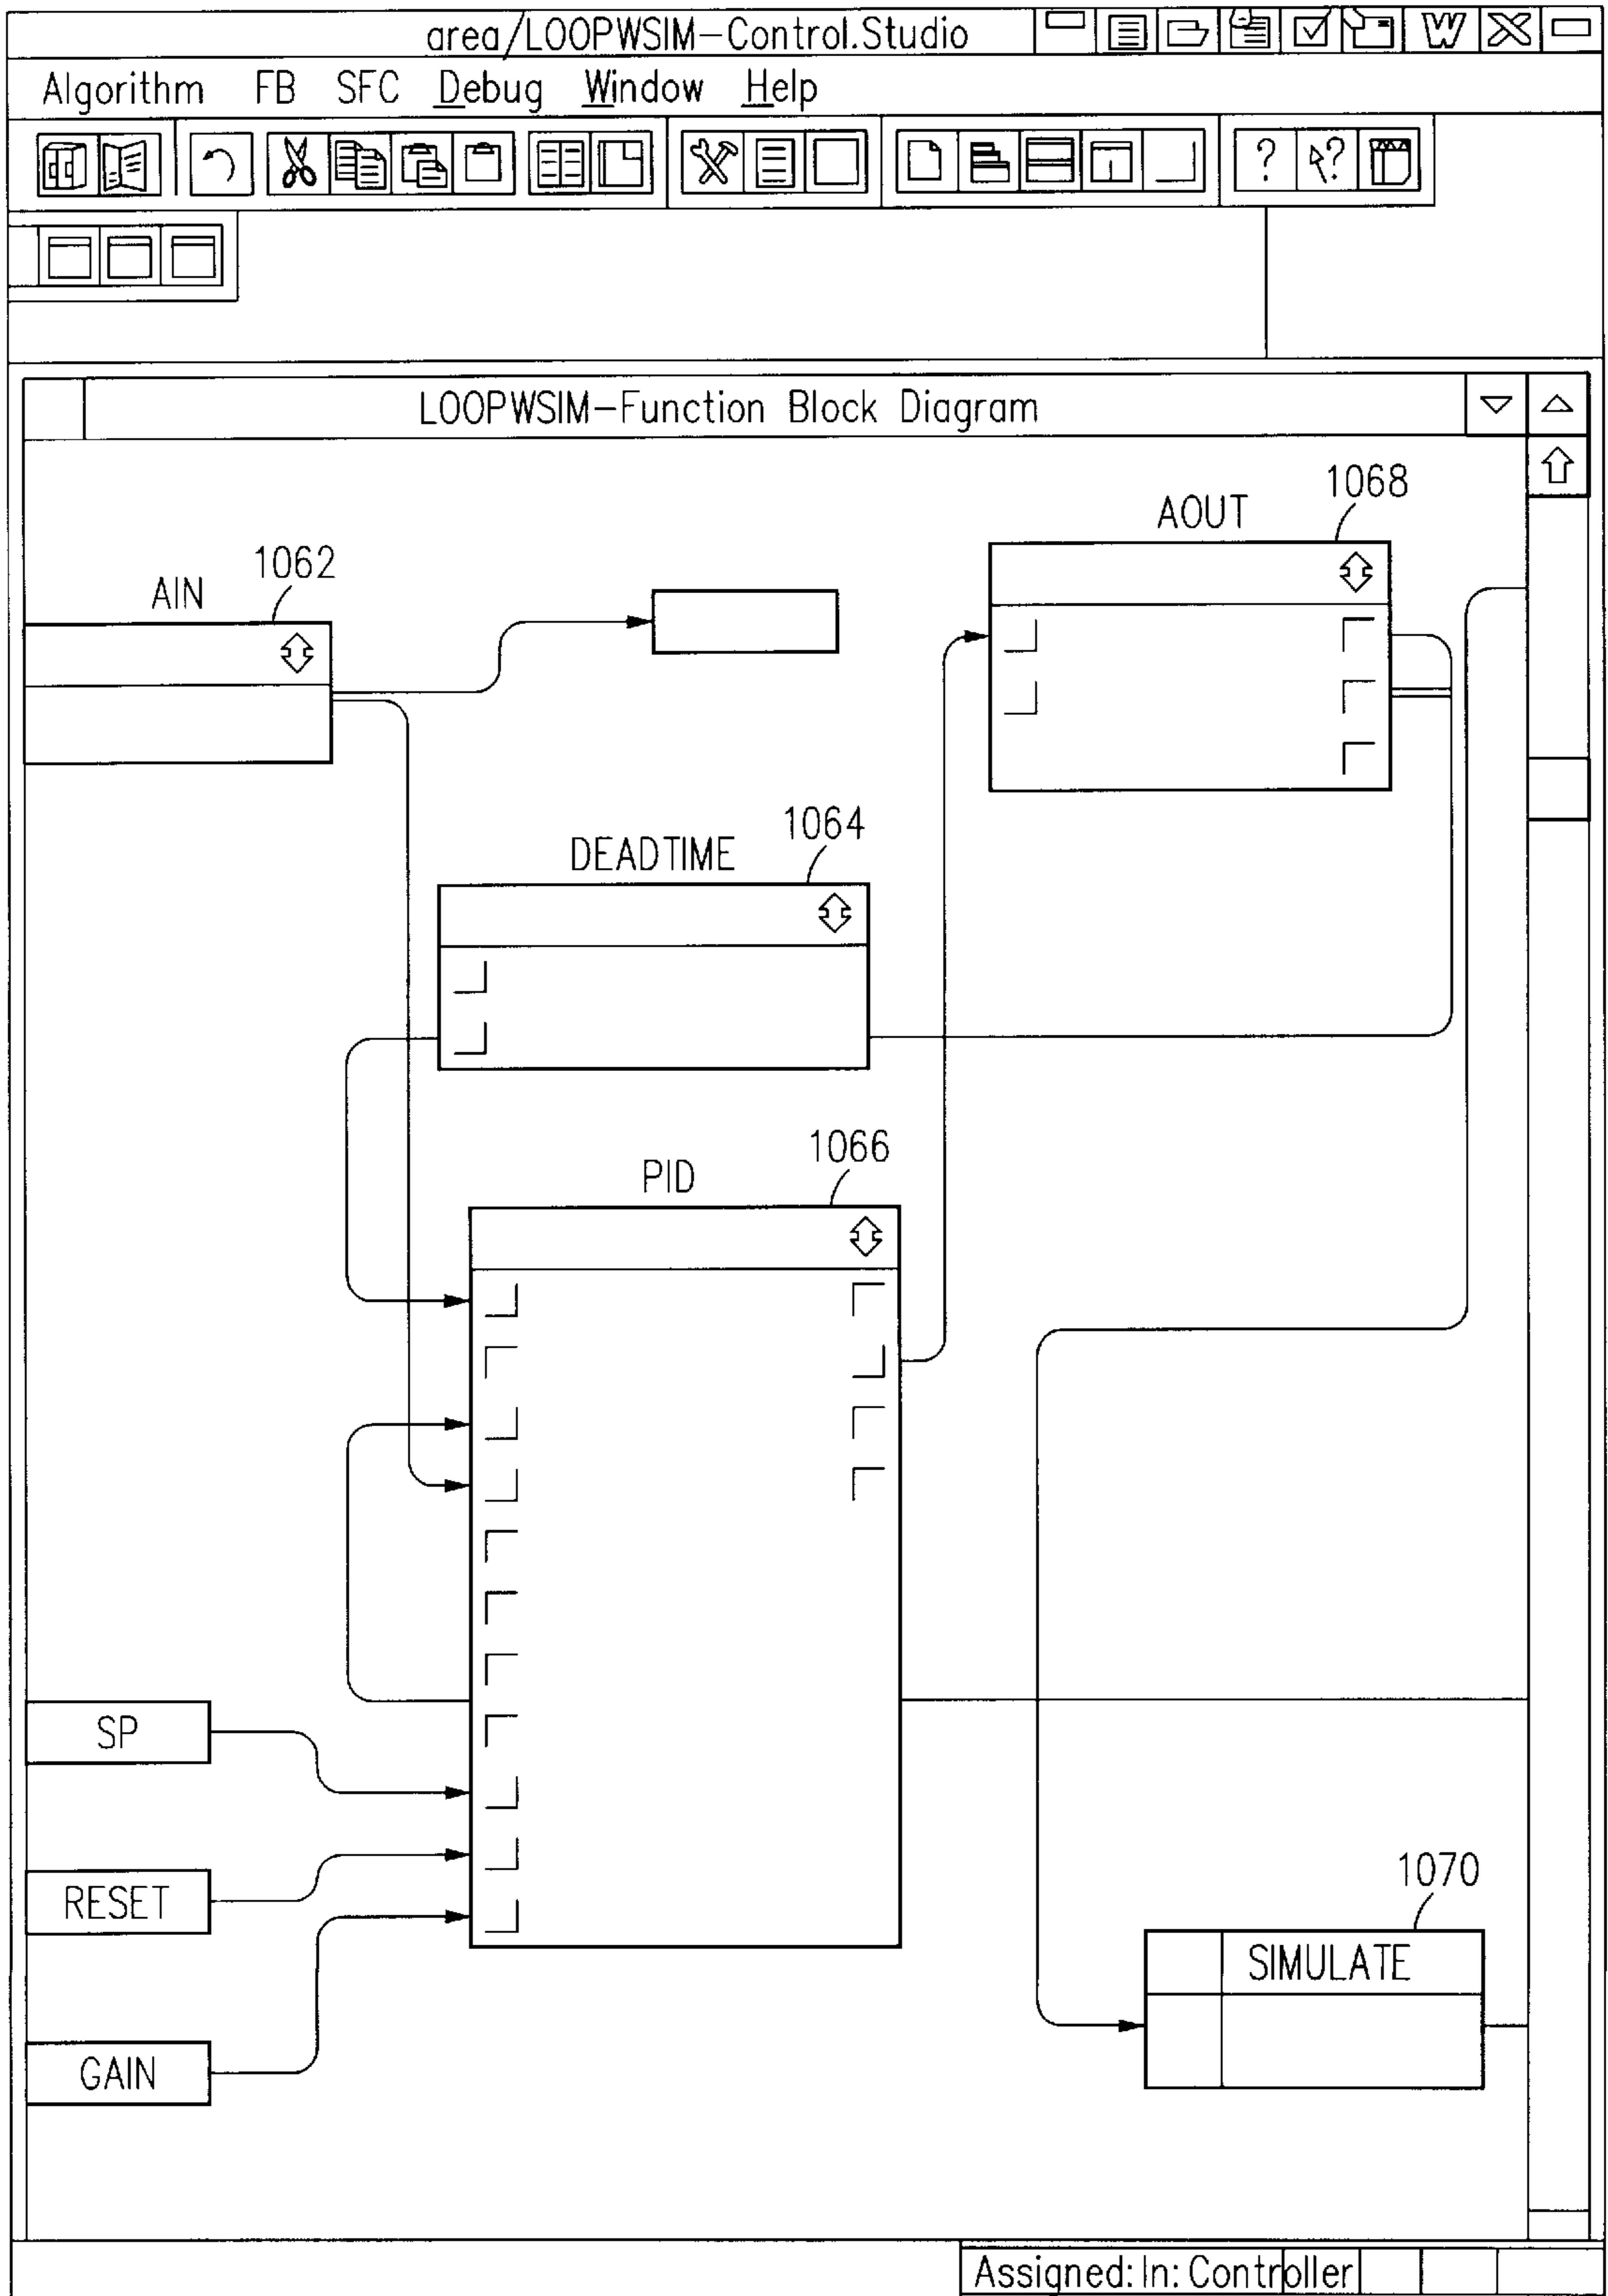 area/LOOPWSIM-Control.Studio
W X
Algorithm FB SFC Debug Window Help
? ?
LOOPWSIM-Function Block Diagram
1068
AOUT
1062
AIN
1064
DEADTIME
1066
PID
SP
RESET
1070
SIMULATE
GAIN
Assigned: In: Controller